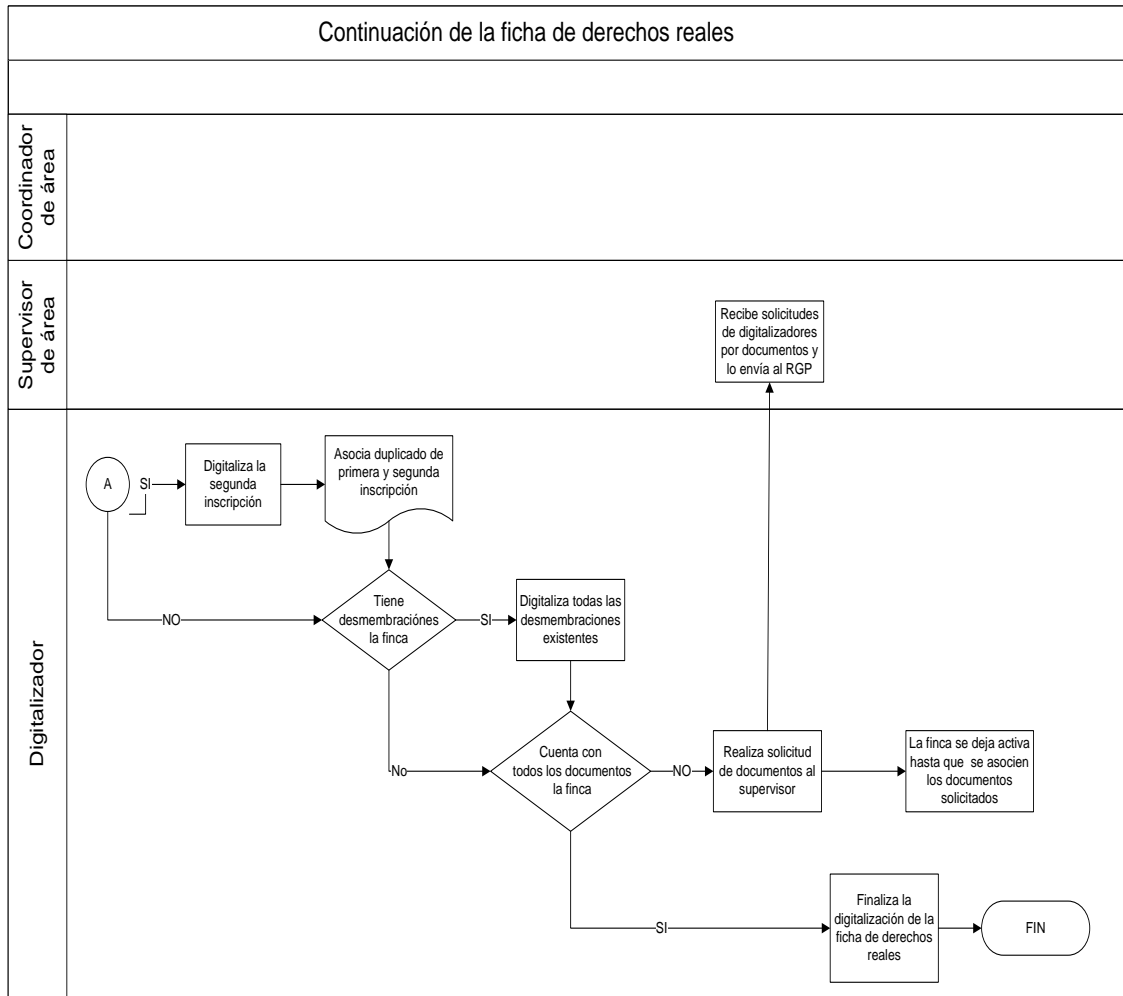 Continuación de la ficha de derechos reales
Coordinador
de área
Supervisor
de área
Recibe solicitudes
de digitalizadores
por documentos y
lo envía al RGP
Digitalizador
A
SI
Digitaliza la
segunda
inscripción
Asocia duplicado de
primera y segunda
inscripción
NO
Tiene
desmembraciónes
la finca
SI
Digitaliza todas las
desmembraciones
existentes
No
Cuenta con
todos los documentos
la finca
NO
Realiza solicitud
de documentos al
supervisor
La finca se deja activa
hasta que se asocien
los documentos
solicitados
SI
Finaliza la
digitalización de la
ficha de derechos
reales
FIN